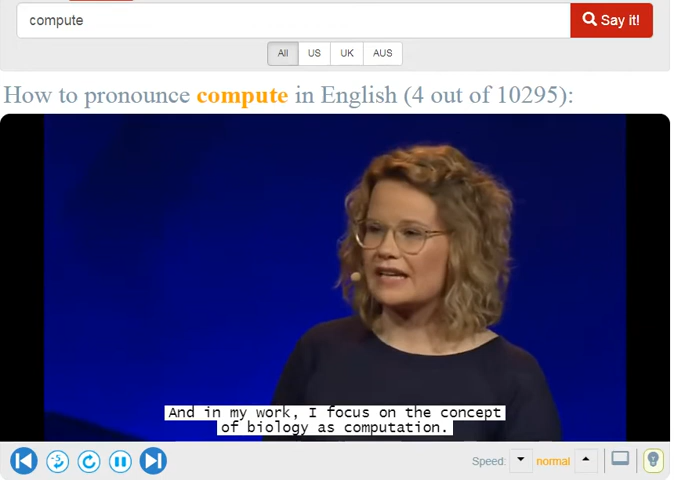 compute
Say it!
All US UK AUS
How to pronounce compute in English (4 out of 10295):
And in my work, I focus on the concept
of biology as computation.
-5 Speed: normal